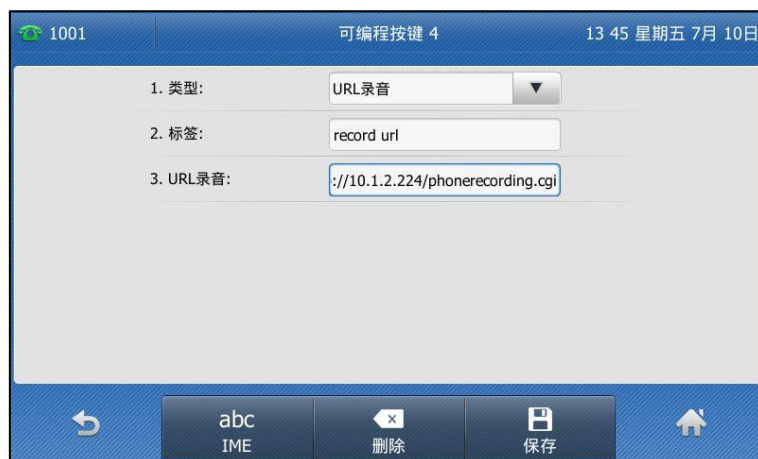 1001 可编程按键 4 13 45 星期五 7月 10日
1. 类型: URL录音
2. 标签: record url
3. URL录音: ://10.1.2.224/phonerecording.cgi
abc
IME 删除 保存